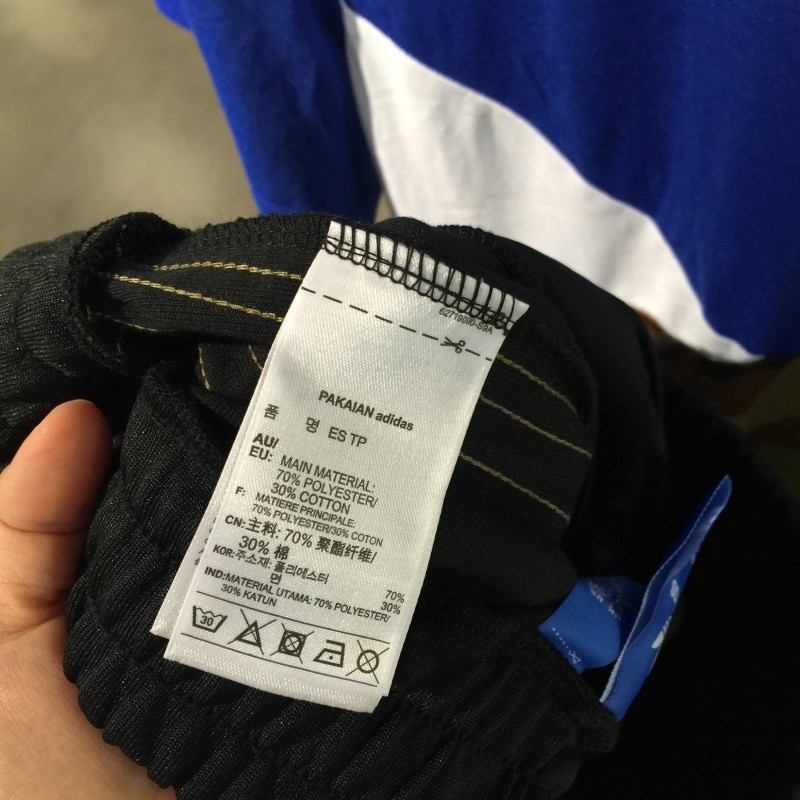 62719090-S9A
PAKAIAN adidas
품 명 ES TP
AU/
EU: MAIN MATERIAL:
70% POLYESTER/
30% COTTON
F: MATIERE PRINCIPALE:
70% POLYESTER/30% COTON
CN: 主料: 70% 聚酯纤维/
30% 棉
KOR: 주소재: 폴리에스터 70%
면 30%
IND: MATERIAL UTAMA: 70% POLYESTER/
30% KATUN
30